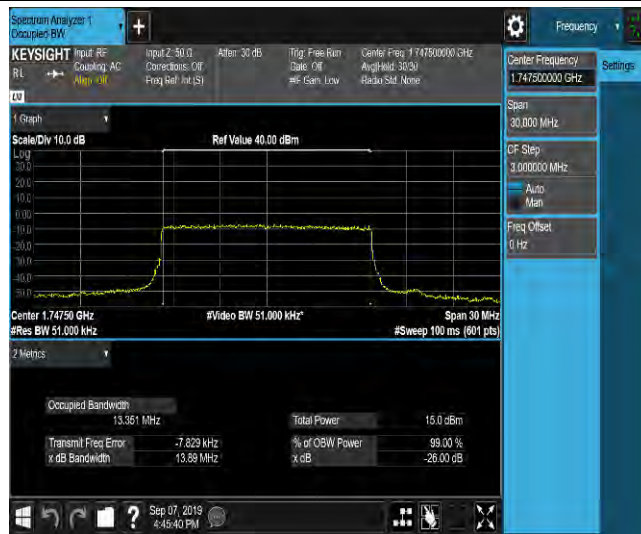 Spectrum Analyzer 1
Occupied BW
Frequency
KEYSIGHT
Input: RF
Input Z: 50 Ω
Atten: 30 dB
Trig: Free Run
Center Freq: 1.747500000 GHz
RL
Coupling: AC
Corrections: Off
Gate: Off
Avg|Hold: 30/30
Align: Off
Freq Ref: Int (S)
#IF Gain: Low
Radio Std: None
Center Frequency
1.747500000 GHz
Settings
Span
30.000 MHz
CF Step
3.000000 MHz
Auto
Man
Freq Offset
0 Hz
1 Graph
Scale/Div 10.0 dB
Ref Value 40.00 dBm
Log
30.0
20.0
10.0
0.00
-10.0
-20.0
-30.0
-40.0
-50.0
Center 1.74750 GHz
#Video BW 51.000 kHz*
Span 30 MHz
#Res BW 51.000 kHz
#Sweep 100 ms (601 pts)
2 Metrics
Occupied Bandwidth
13.351 MHz
Total Power
15.0 dBm
Transmit Freq Error
-7.829 kHz
% of OBW Power
99.00 %
x dB Bandwidth
13.89 MHz
x dB
-26.00 dB
?
Sep 07, 2019
4:45:40 PM